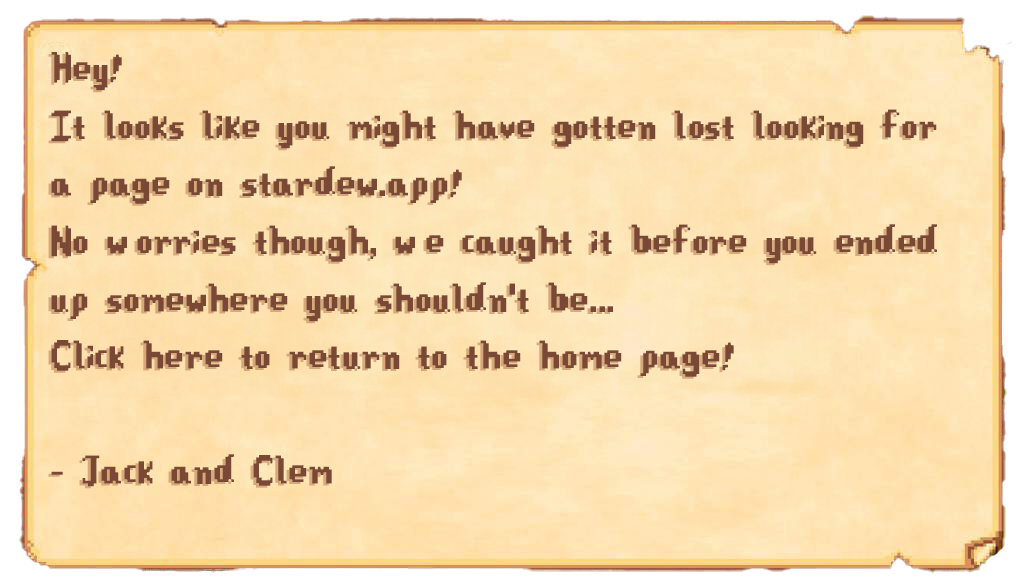 Hey!
It looks like you might have gotten lost looking for
a page on stardew.app!
No worries though, we caught it before you ended
up somewhere you shouldn't be...
Click here to return to the home page!
- Jack and Clem